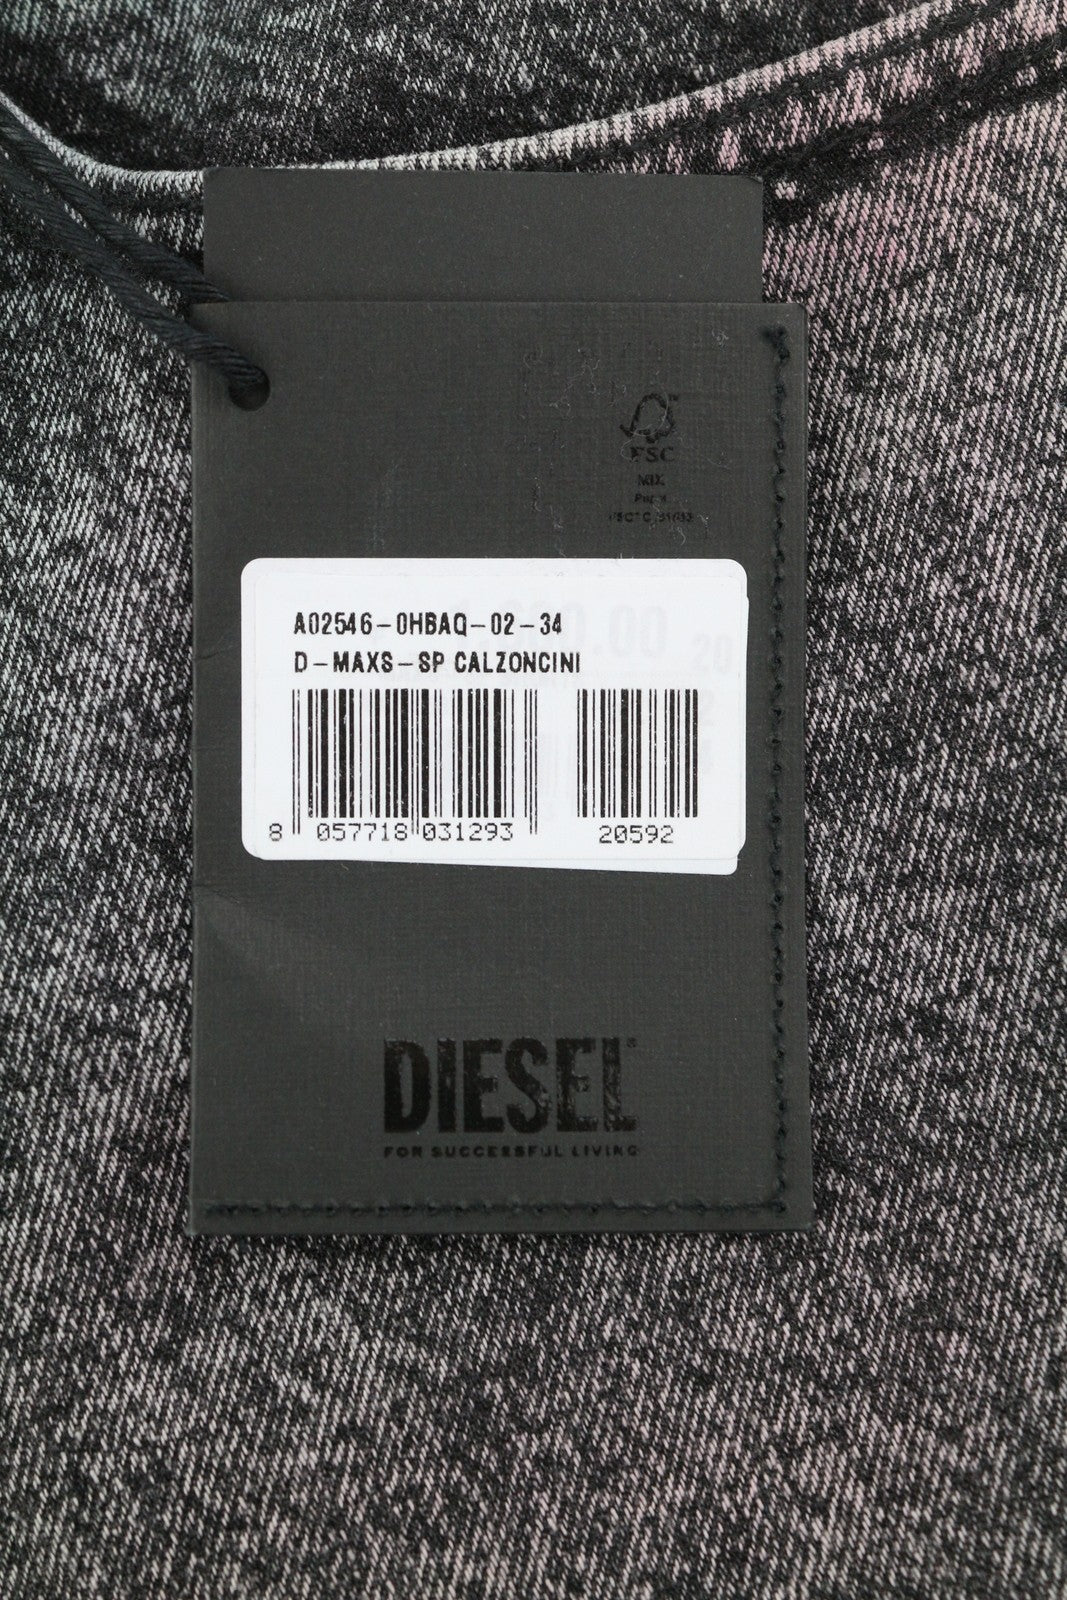 FSC
MIX
A02546-0HBAQ-02-34
D-MAXS-SP CALZONCINI
8 057718 031293 20592
DIESEL
FOR SUCCESSFUL LIVING